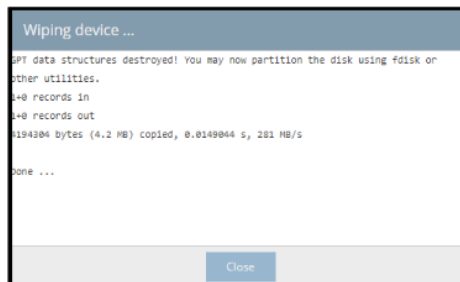 Wiping device ...
GPT data structures destroyed! You may now partition the disk using fdisk or
other utilities.
1+0 records in
1+0 records out
4194304 bytes (4.2 MB) copied, 0.0149044 s, 281 MB/s
Done ...
Close